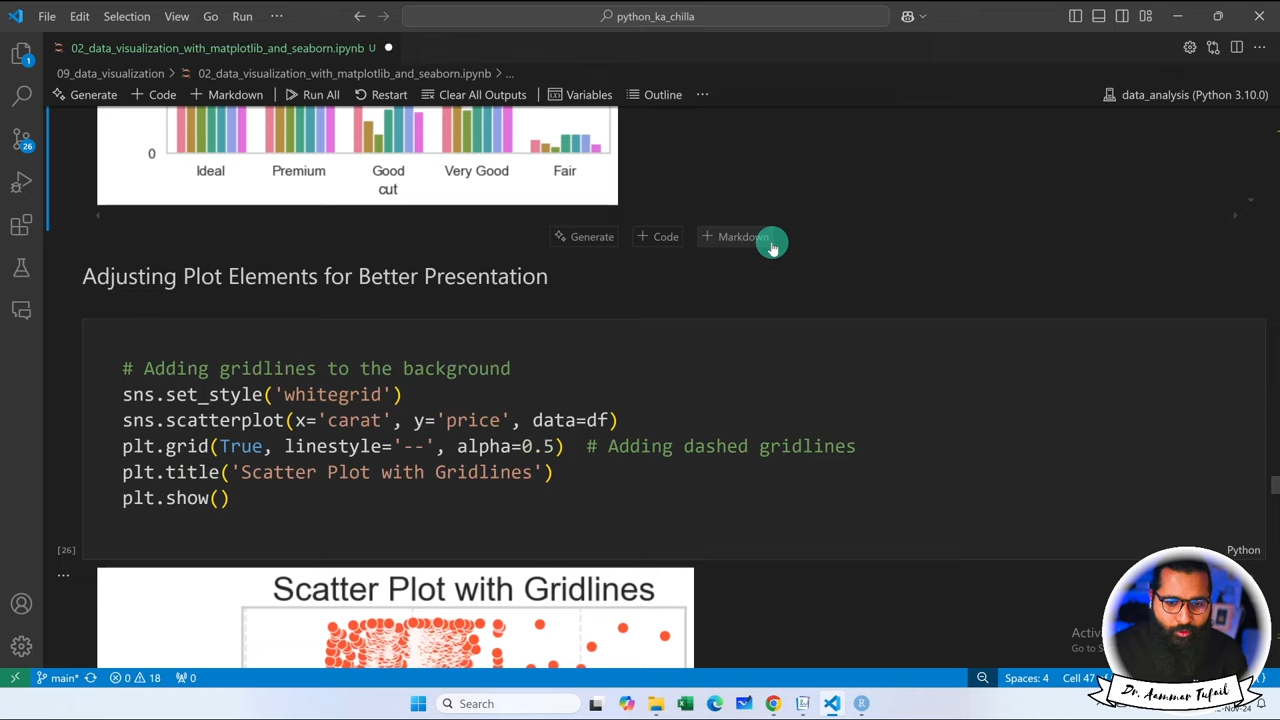 File Edit Selection View Go Run ··· python_ka_chilla
02_data_visualization_with_matplotlib_and_seaborn.ipynb U
09_data_visualization > 02_data_visualization_with_matplotlib_and_seaborn.ipynb > ...
Generate + Code + Markdown Run All Restart Clear All Outputs Variables Outline ··· data_analysis (Python 3.10.0)
0
Ideal Premium Good Very Good Fair
cut
Generate + Code + Markdown
Adjusting Plot Elements for Better Presentation
# Adding gridlines to the background
sns.set_style('whitegrid')
sns.scatterplot(x='carat', y='price', data=df)
plt.grid(True, linestyle='--', alpha=0.5) # Adding dashed gridlines
plt.title('Scatter Plot with Gridlines')
plt.show()
[26] Python
...
Scatter Plot with Gridlines
1
26
Dr. Aammar Tufail
main* 0 18 0 Spaces: 4 Cell 47
Search